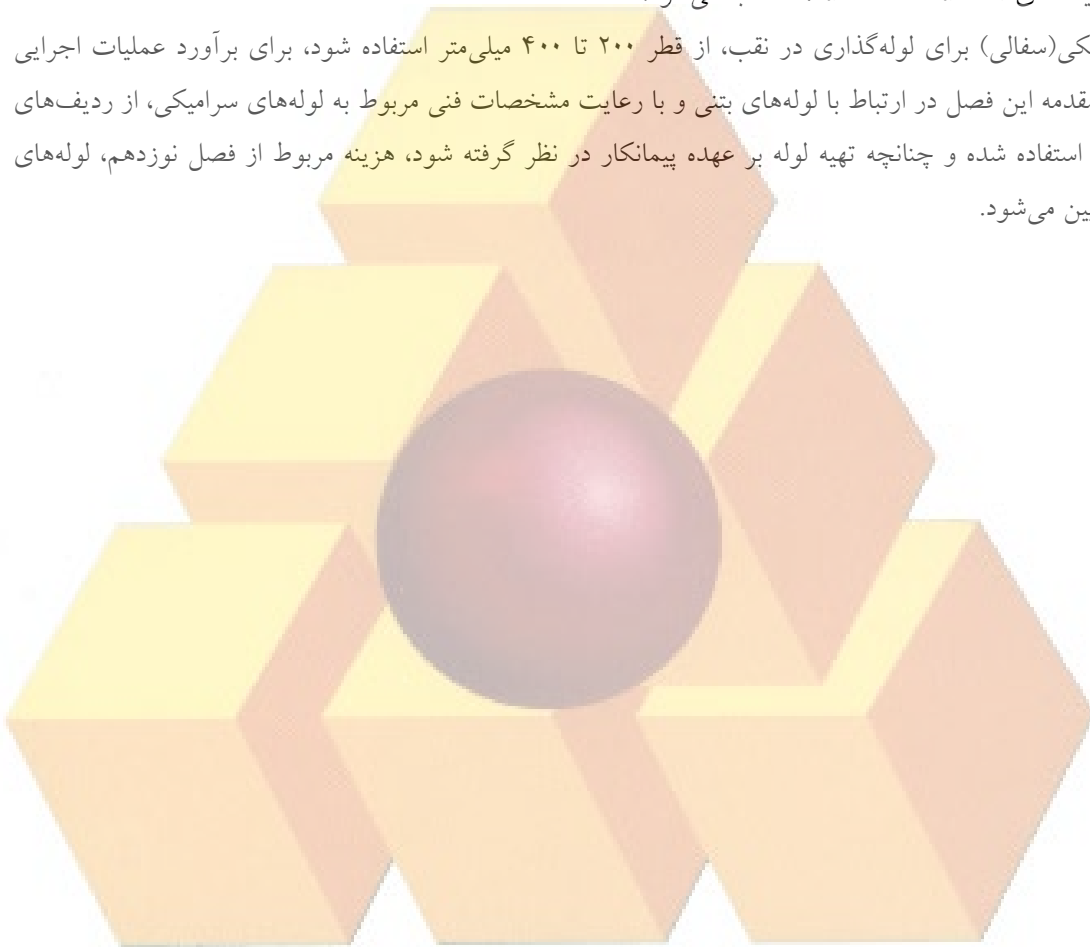 کی(سفالی) برای لوله‌گذاری در نقب، از قطر ۲۰۰ تا ۴۰۰ میلی‌متر استفاده شود، برای برآورد عملیات اجرایی
قدمه این فصل در ارتباط با لوله‌های بتنی و با رعایت مشخصات فنی مربوط به لوله‌های سرامیکی، از ردیف‌های
استفاده شده و چنانچه تهیه لوله بر عهده پیمانکار در نظر گرفته شود، هزینه مربوط از فصل نوزدهم، لوله‌های
ین می‌شود.